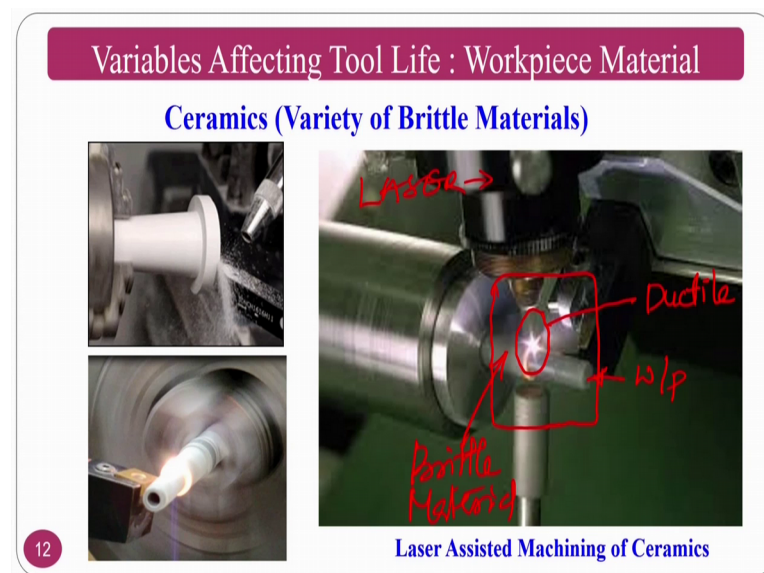 Variables Affecting Tool Life : Workpiece Material
Ceramics (Variety of Brittle Materials)
LASER
Ductile
W/P
Brittle
Material
12
Laser Assisted Machining of Ceramics